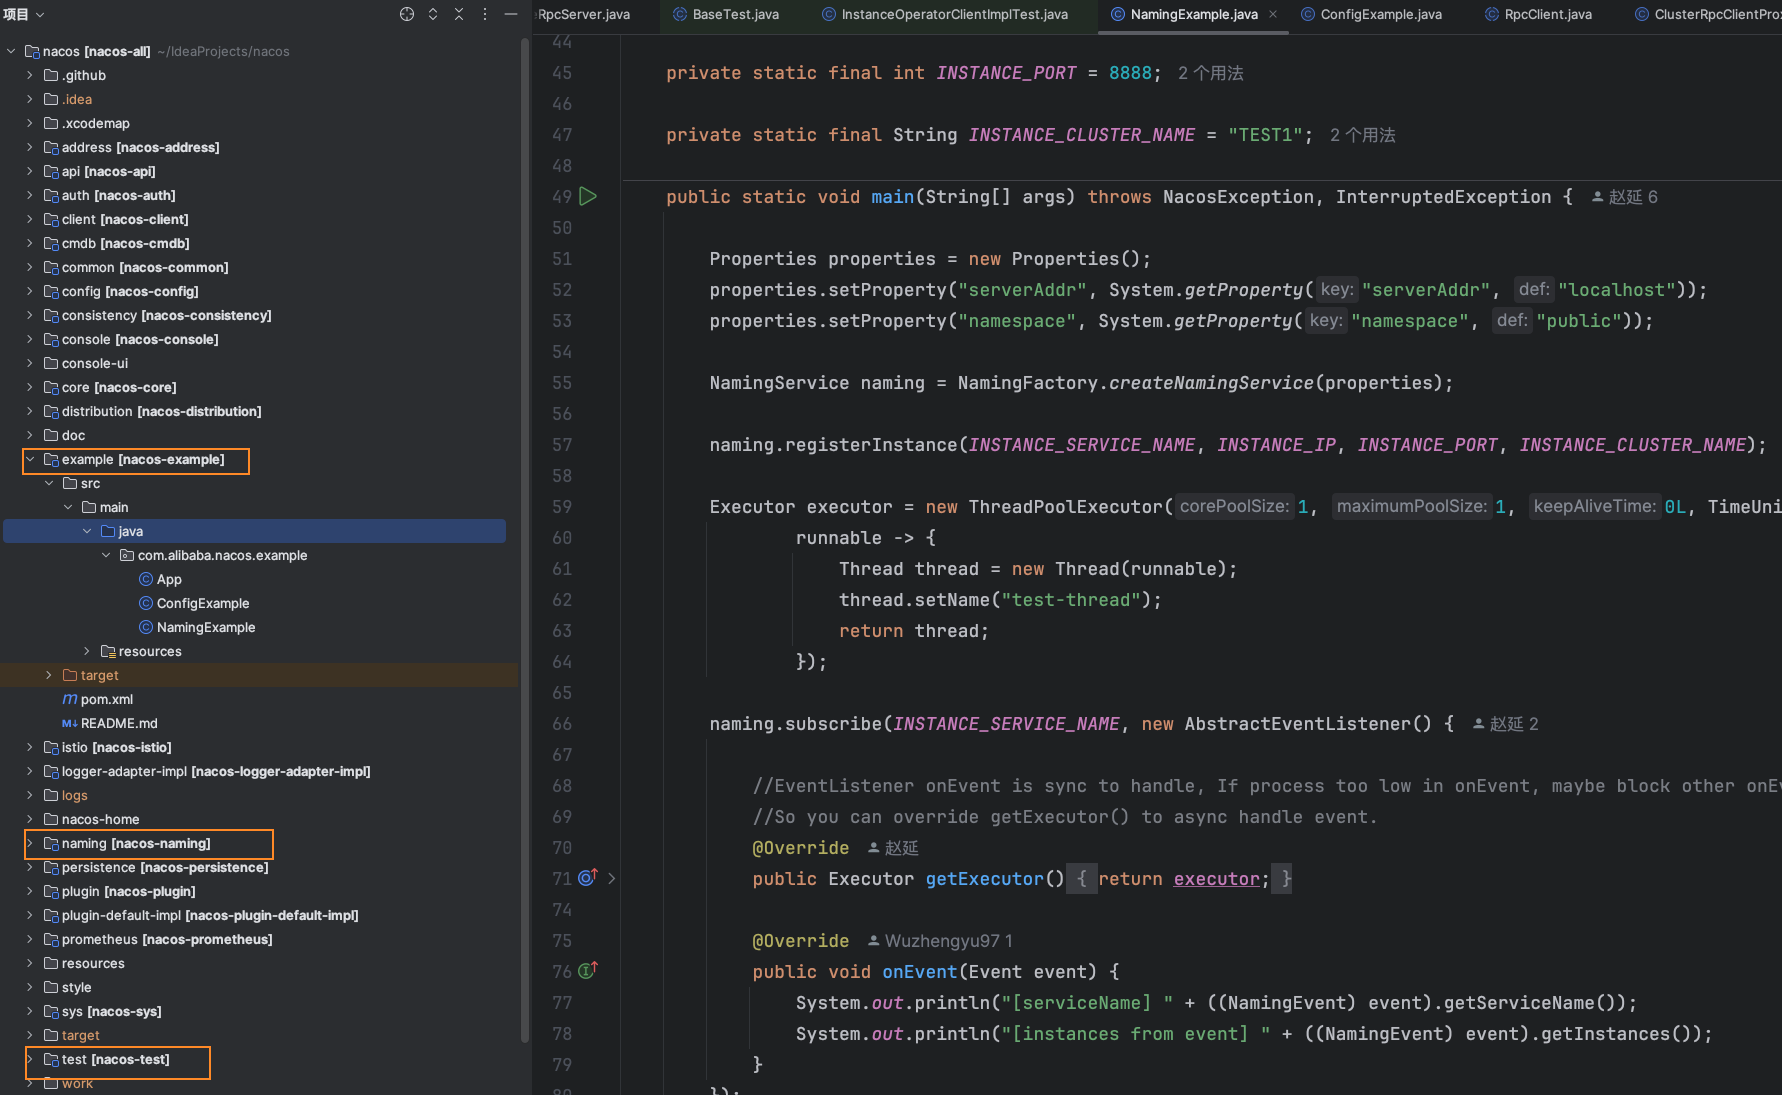 项目
nacos [nacos-all] ~/IdeaProjects/nacos
.github
.idea
.xcodemap
address [nacos-address]
api [nacos-api]
auth [nacos-auth]
client [nacos-client]
cmdb [nacos-cmdb]
common [nacos-common]
config [nacos-config]
consistency [nacos-consistency]
console [nacos-console]
console-ui
core [nacos-core]
distribution [nacos-distribution]
doc
example [nacos-example]
src
main
java
com.alibaba.nacos.example
App
ConfigExample
NamingExample
resources
target
pom.xml
README.md
istio [nacos-istio]
logger-adapter-impl [nacos-logger-adapter-impl]
logs
nacos-home
naming [nacos-naming]
persistence [nacos-persistence]
plugin [nacos-plugin]
plugin-default-impl [nacos-plugin-default-impl]
prometheus [nacos-prometheus]
resources
style
sys [nacos-sys]
target
test [nacos-test]
work
RpcServer.java BaseTest.java InstanceOperatorClientImplTest.java NamingExample.java ConfigExample.java RpcClient.java ClusterRpcClientPro
44
45 private static final int INSTANCE_PORT = 8888; 2 个用法
46
47 private static final String INSTANCE_CLUSTER_NAME = "TEST1"; 2 个用法
48
49 public static void main(String[] args) throws NacosException, InterruptedException { 赵延 6
50
51 Properties properties = new Properties();
52 properties.setProperty("serverAddr", System.getProperty( key: "serverAddr", def: "localhost"));
53 properties.setProperty("namespace", System.getProperty( key: "namespace", def: "public"));
54
55 NamingService naming = NamingFactory.createNamingService(properties);
56
57 naming.registerInstance(INSTANCE_SERVICE_NAME, INSTANCE_IP, INSTANCE_PORT, INSTANCE_CLUSTER_NAME);
58
59 Executor executor = new ThreadPoolExecutor( corePoolSize: 1, maximumPoolSize: 1, keepAliveTime: 0L, TimeUni
60 runnable -> {
61 Thread thread = new Thread(runnable);
62 thread.setName("test-thread");
63 return thread;
64 });
65
66 naming.subscribe(INSTANCE_SERVICE_NAME, new AbstractEventListener() { 赵延 2
67
68 //EventListener onEvent is sync to handle, If process too low in onEvent, maybe block other onEv
69 //So you can override getExecutor() to async handle event.
70 @Override 赵延
71 public Executor getExecutor() { return executor; }
74
75 @Override Wuzhengyu97 1
76 public void onEvent(Event event) {
77 System.out.println("[serviceName] " + ((NamingEvent) event).getServiceName());
78 System.out.println("[instances from event] " + ((NamingEvent) event).getInstances());
79 }
80 });